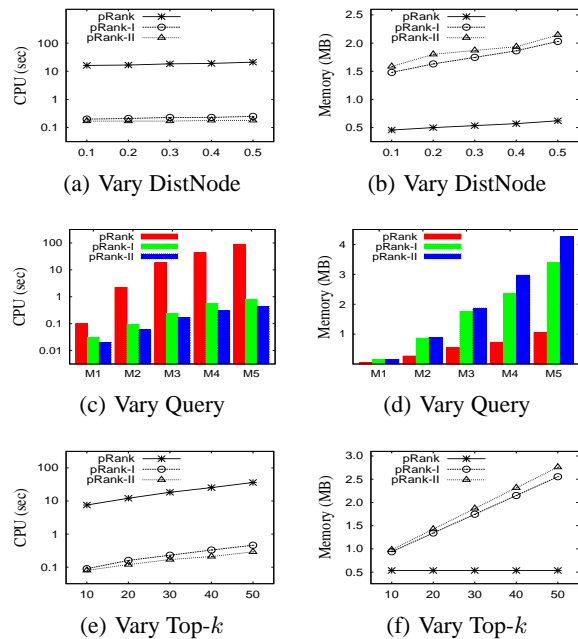 pRank
pRank-I
pRank-II
CPU (sec)
100
10
1
0.1
0.1 0.2 0.3 0.4 0.5
(a) Vary DistNode
pRank
pRank-I
pRank-II
Memory (MB)
2.5
2.0
1.5
1.0
0.5
0.1 0.2 0.3 0.4 0.5
(b) Vary DistNode
pRank
pRank-I
pRank-II
CPU (sec)
100
10
1
0.1
0.01
M1 M2 M3 M4 M5
(c) Vary Query
pRank
pRank-I
pRank-II
Memory (MB)
4
3
2
1
M1 M2 M3 M4 M5
(d) Vary Query
pRank
pRank-I
pRank-II
CPU (sec)
100
10
1
0.1
10 20 30 40 50
(e) Vary Top-k
pRank
pRank-I
pRank-II
Memory (MB)
3.0
2.5
2.0
1.5
1.0
0.5
10 20 30 40 50
(f) Vary Top-k